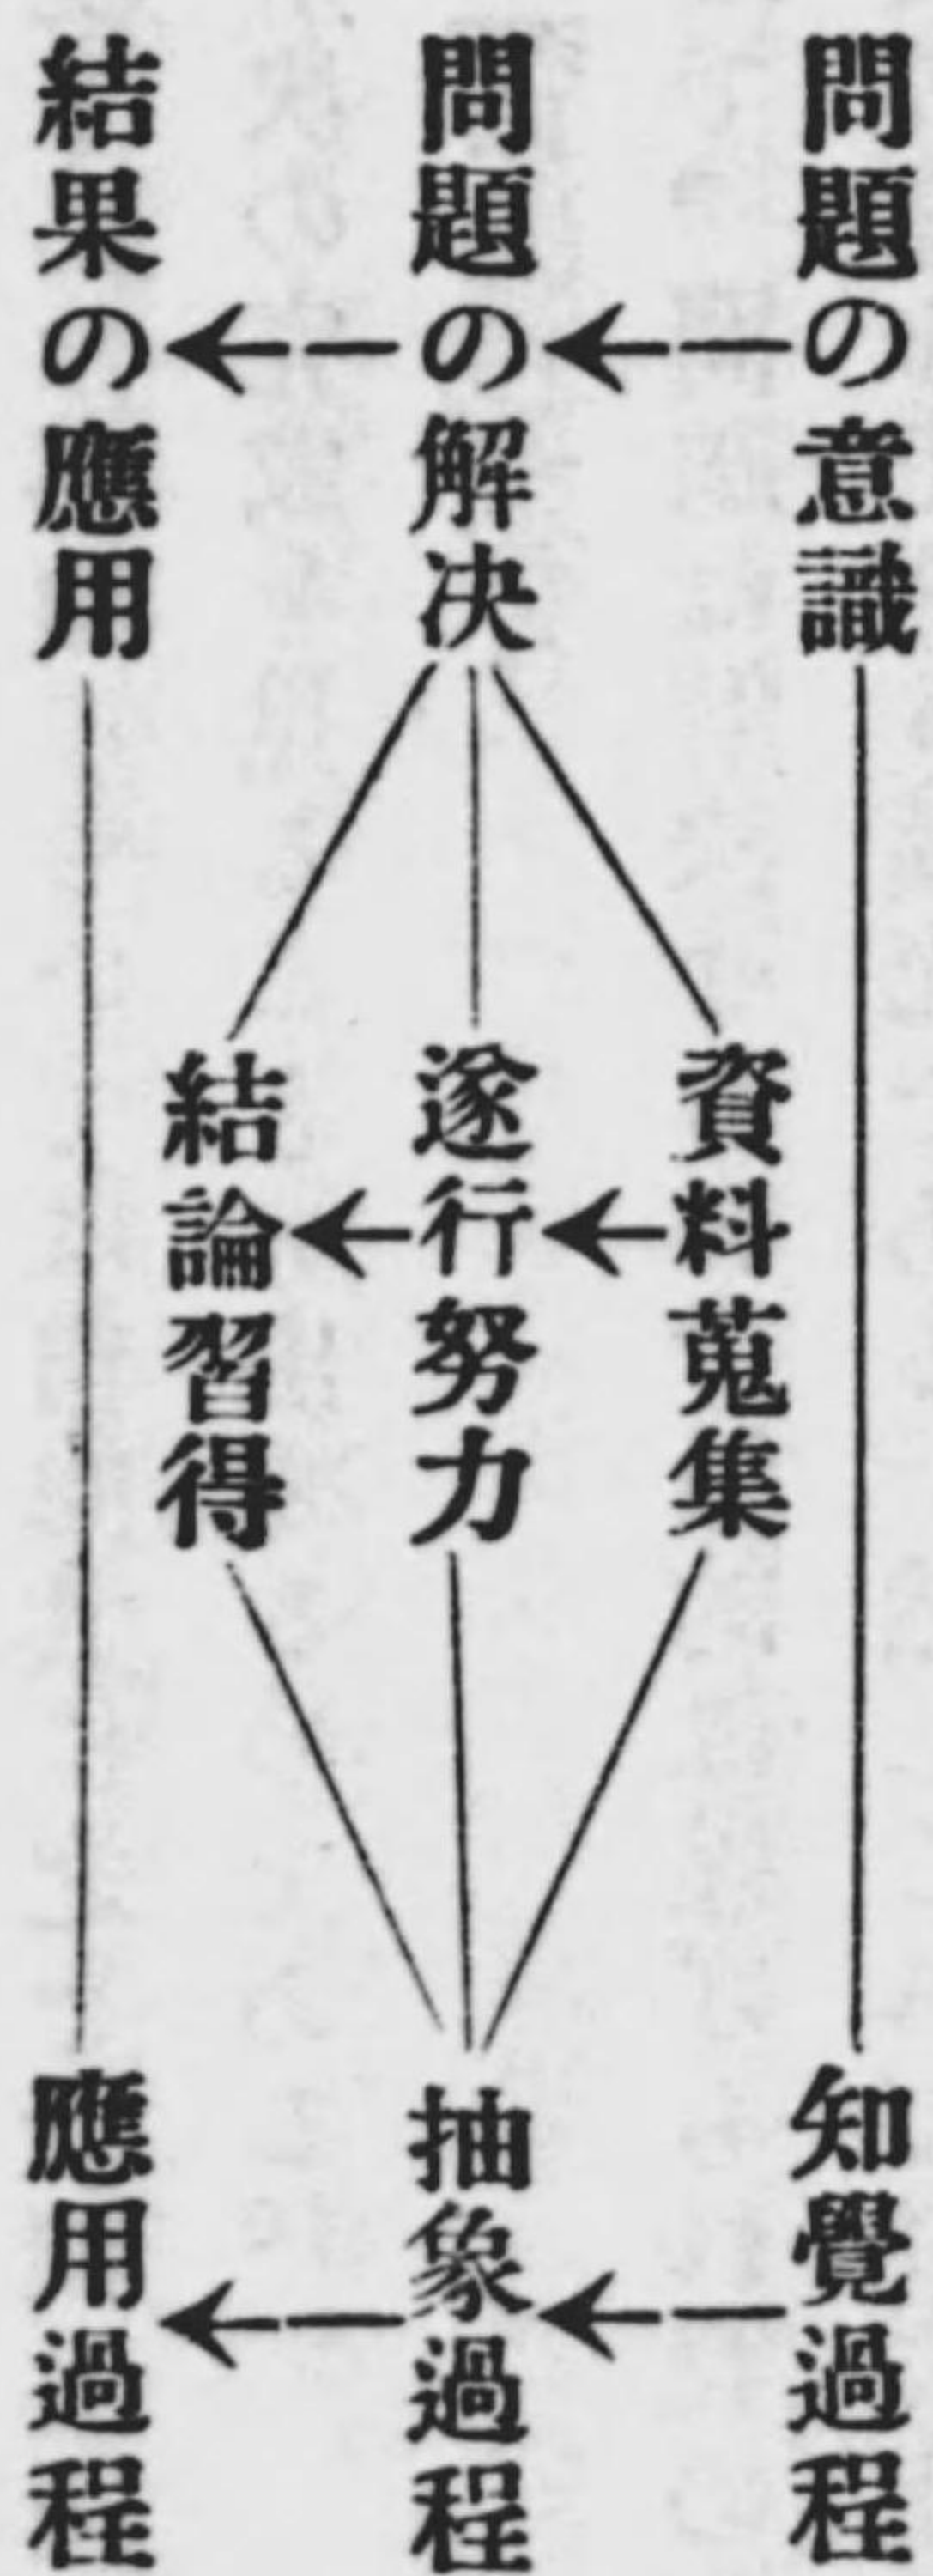 問題の意識
問題の解決
結果の應用
資料蒐集
遂行努力
結論習得
知覺過程
抽象過程
應用過程